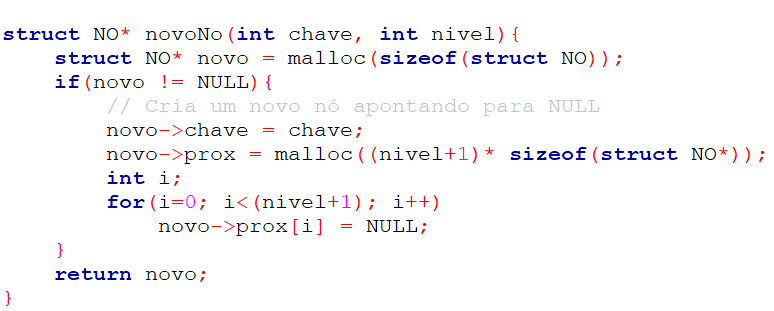 struct NO* novoNo(int chave, int nivel){
    struct NO* novo = malloc(sizeof(struct NO));
    if(novo != NULL){
        // Cria um novo nó apontando para NULL
        novo->chave = chave;
        novo->prox = malloc((nivel+1)* sizeof(struct NO*));
        int i;
        for(i=0; i<(nivel+1); i++)
            novo->prox[i] = NULL;
    }
    return novo;
}